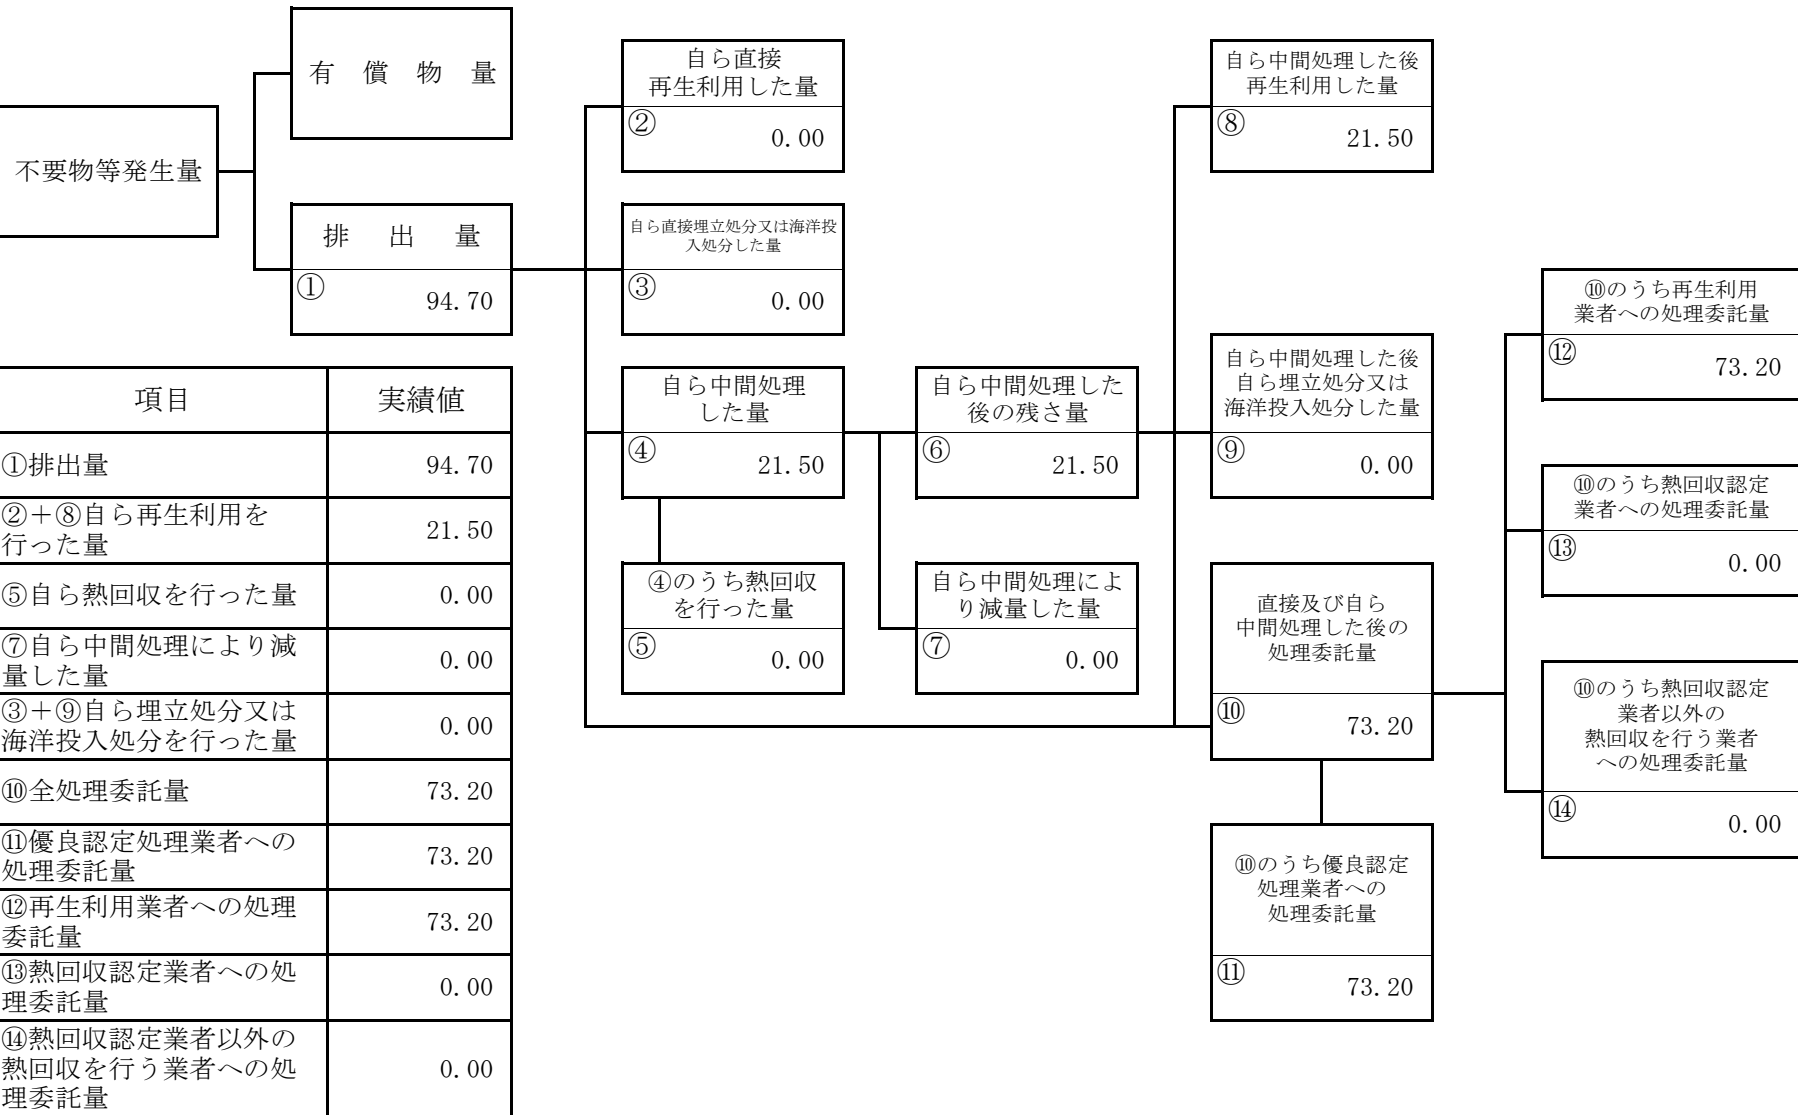 不要物等発生量
有　償　物　量
排　出　量
①
94.70
自ら直接
再生利用した量
②
0.00
自ら直接埋立処分又は海洋投
入処分した量
③
0.00
自ら中間処理
した量
④
21.50
④のうち熱回収
を行った量
⑤
0.00
自ら中間処理した
後の残さ量
⑥
21.50
自ら中間処理によ
り減量した量
⑦
0.00
自ら中間処理した後
再生利用した量
⑧
21.50
自ら中間処理した後
自ら埋立処分又は
海洋投入処分した量
⑨
0.00
直接及び自ら
中間処理した後の
処理委託量
⑩
73.20
⑩のうち優良認定
処理業者への
処理委託量
⑪
73.20
⑩のうち再生利用
業者への処理委託量
⑫
73.20
⑩のうち熱回収認定
業者への処理委託量
⑬
0.00
⑩のうち熱回収認定
業者以外の
熱回収を行う業者
への処理委託量
⑭
0.00
項目 実績値
①排出量 94.70
②＋⑧自ら再生利用を
行った量 21.50
⑤自ら熱回収を行った量 0.00
⑦自ら中間処理により減
量した量 0.00
③＋⑨自ら埋立処分又は
海洋投入処分を行った量 0.00
⑩全処理委託量 73.20
⑪優良認定処理業者への
処理委託量 73.20
⑫再生利用業者への処理
委託量 73.20
⑬熱回収認定業者への処
理委託量 0.00
⑭熱回収認定業者以外の
熱回収を行う業者への処 0.00
理委託量